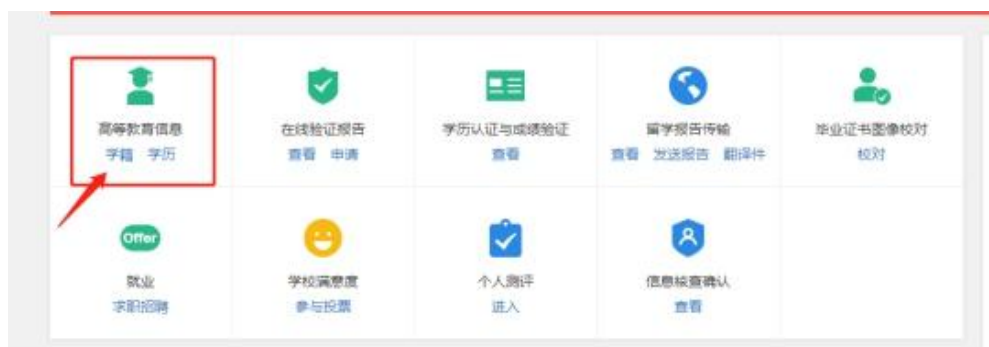 高等教育信息
学籍 学历
在线验证报告
查看 申请
学历认证与成绩验证
查看
留学报告传输
查看 发送报告 翻译件
毕业证书图像校对
校对
Offer
就业
求职招聘
学校满意度
参与投票
个人测评
进入
信息核查确认
查看